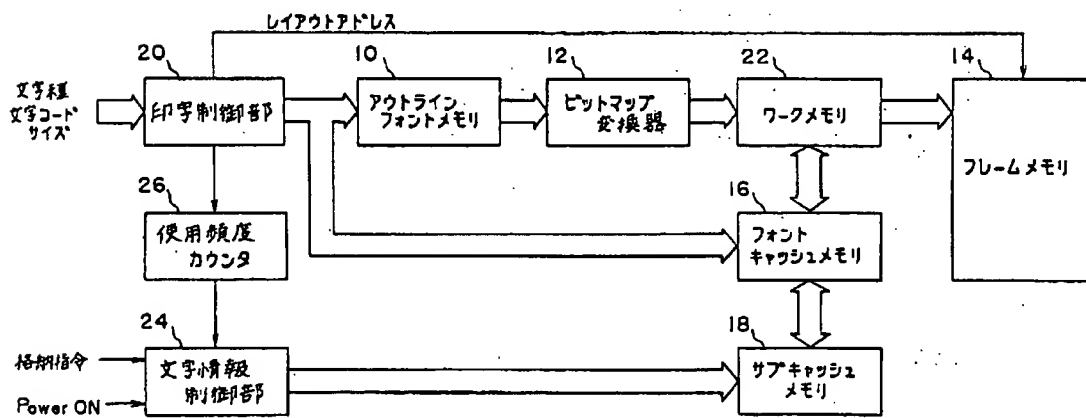 レイアウトアドレス
20
10
12
22
14
文字種
文字コード
サイズ
印字制御部
アウトライン
フォントメモリ
ビットマップ
変換器
ワークメモリ
フレームメモリ
26
使用頻度
カウンタ
16
フォント
キャッシュメモリ
24
18
格納指令
Power ON
文字情報
制御部
サブキャッシュ
メモリ